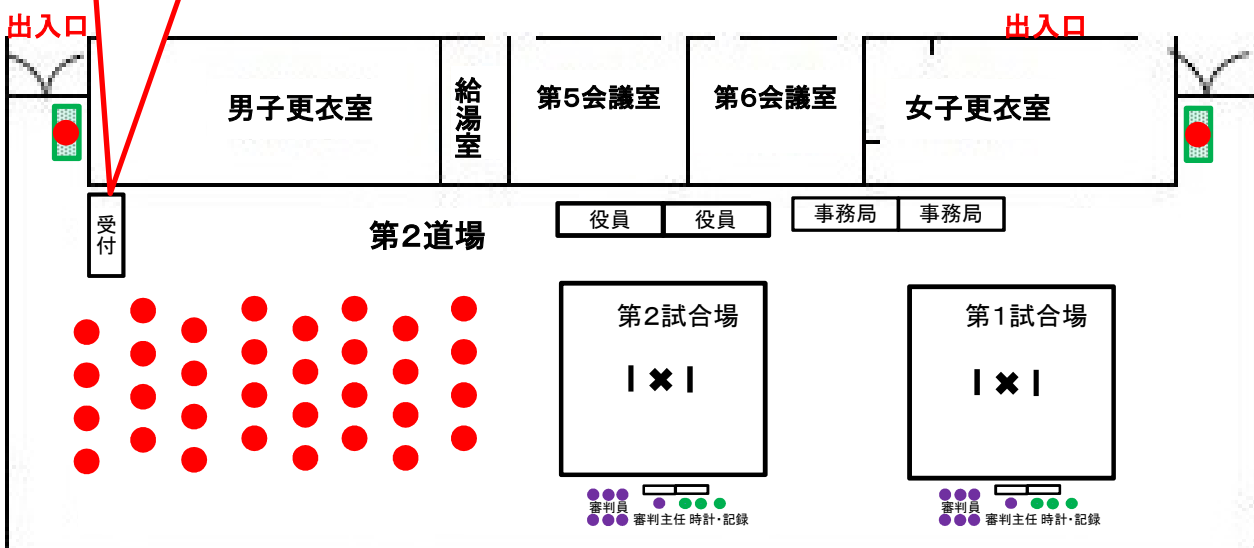 出入口
出入口
男子更衣室
給湯室
第5会議室
第6会議室
女子更衣室
受付
第2道場
役員
役員
事務局
事務局
第2試合場
第1試合場
審判員
審判主任
時計・記録
審判員
審判主任
時計・記録